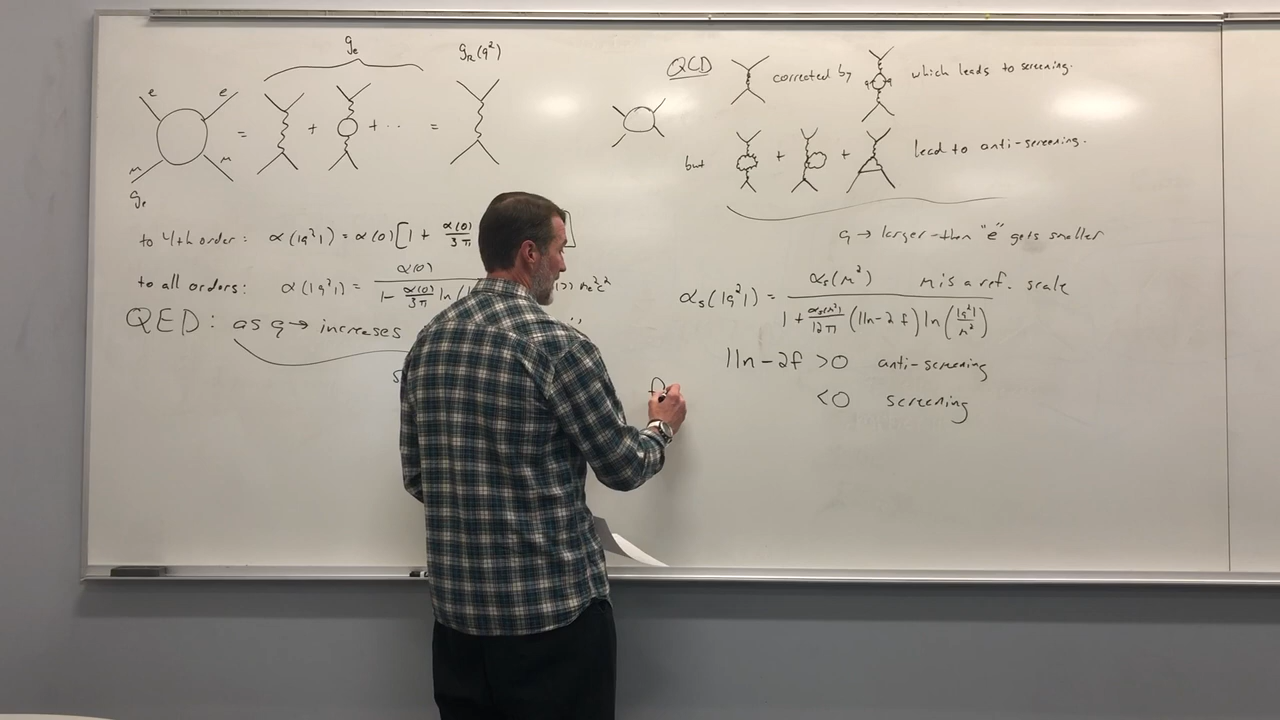 gₑ
g_R(q²)
e e
= + + ... =
μ μ
gₑ
to 4th order: α(|q²|) = α(0)[1 + α(0)/3π
to all orders: α(|q²|) = α(0) / 1 - α(0)/3π ln(
QED: as q → increases
QCD corrected by which leads to screening.
but + + lead to anti-screening.
q → larger then "e" gets smaller
αₛ(|q²|) = αₛ(μ²) / 1 + αₛ(μ²)/12π (11n - 2f) ln(|q²|/μ²) μ is a ref. scale
11n - 2f > 0 anti-screening
< 0 screening